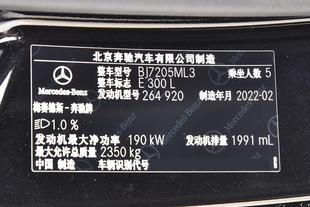 北京奔驰汽车有限公司制造
整车型号 BJ7205ML3 乘坐人数 5
整车名称 E 300 L
Mercedes-Benz 发动机型号 264 920 制造年月 2022-02
梅赛德斯-奔驰牌
1.0 %
发动机最大净功率 190 kW 发动机排量 1991 mL
最大允许总质量 2350 kg
中国 制造 车辆识别代号